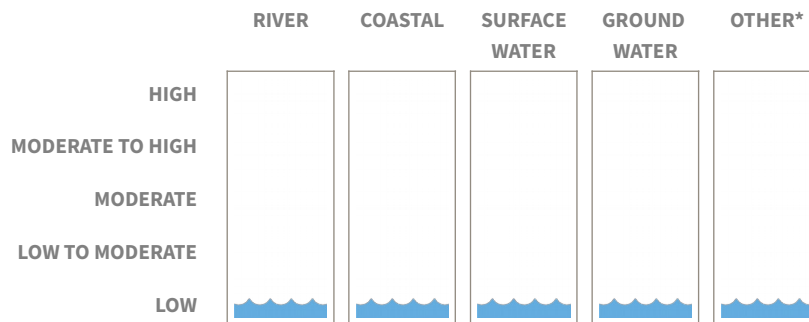 RIVER COASTAL SURFACE WATER GROUND WATER OTHER*
HIGH
MODERATE TO HIGH
MODERATE
LOW TO MODERATE
LOW